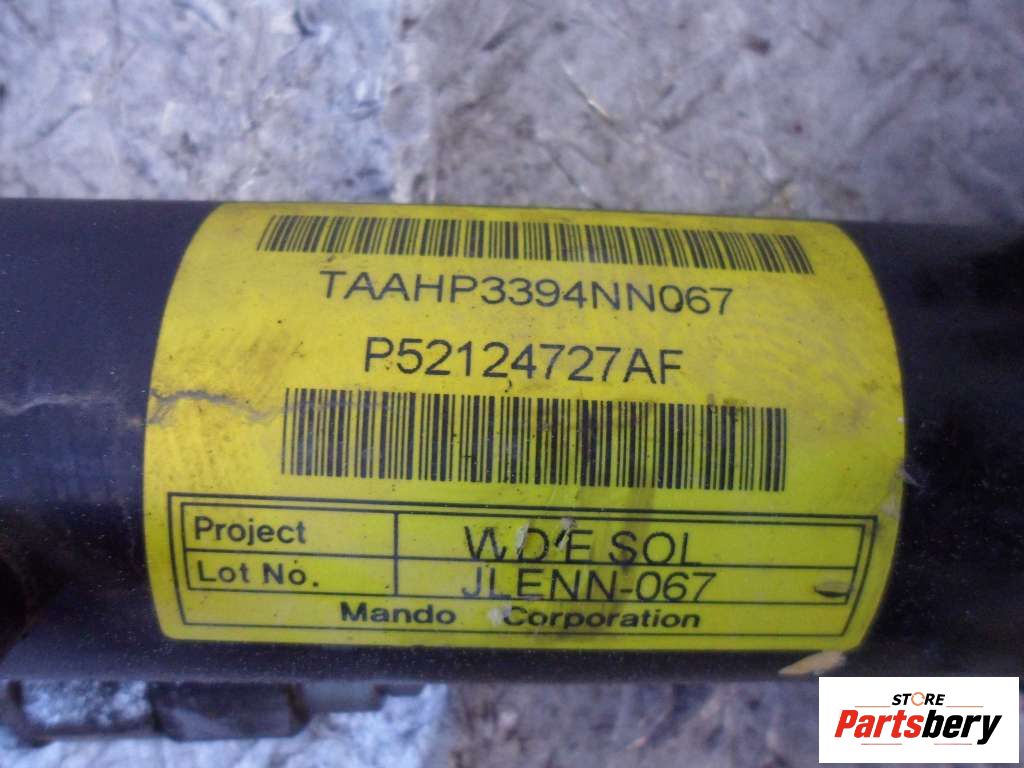 TAAHP3394NN067
P52124727AF
Project WD'E SOL
Lot No. JLENN-067
Mando Corporation
STORE
Partsbery